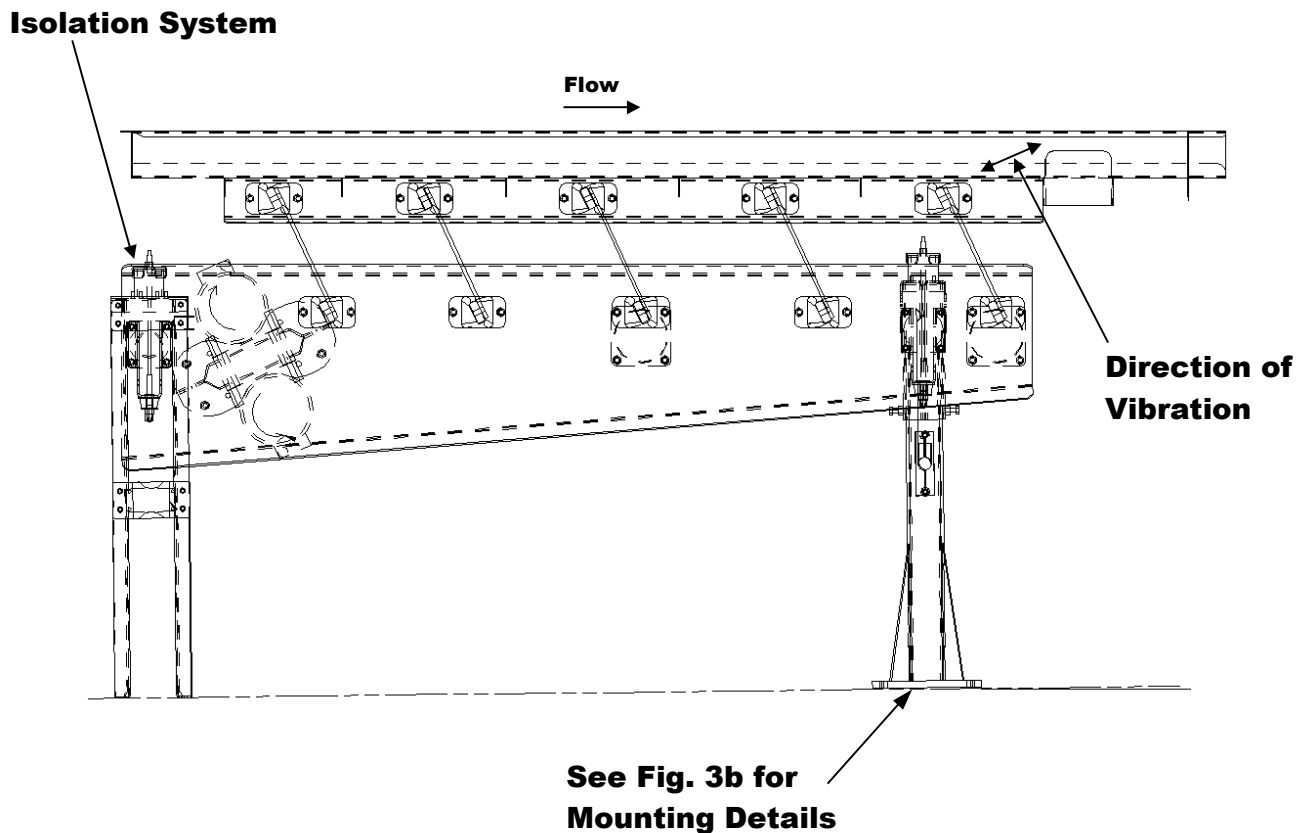 Isolation System
Flow
Direction of
Vibration
See Fig. 3b for
Mounting Details